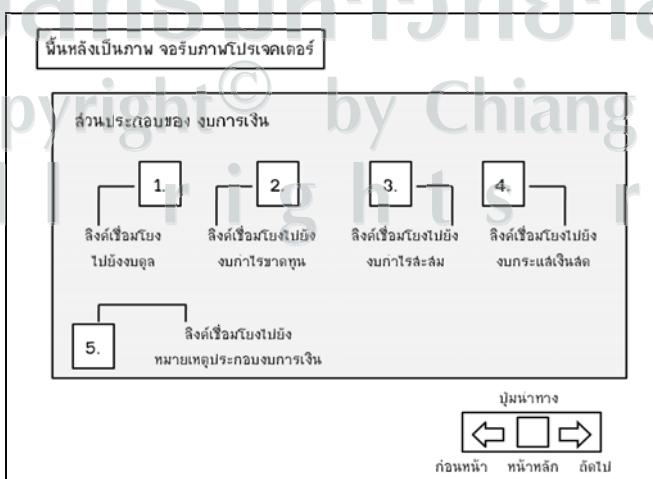 พื้นหลังเป็นภาพ จอรับภาพโปรเจคเตอร์
pyright© by Chiang
ส่วนประกอบของ งบการเงิน
l l r i g h t s r
1. 2. 3. 4.
ลิงค์เชื่อมโยง ลิงค์เชื่อมโยงไปยัง ลิงค์เชื่อมโยงไปยัง ลิงค์เชื่อมโยงไปยัง
ไปยังงบดุล งบกำไรขาดทุน งบกำไรสะสม งบกระแสเงินสด
5.
ลิงค์เชื่อมโยงไปยัง
หมายเหตุประกอบงบการเงิน
ปุ่มนำทาง
ก่อนหน้า หน้าหลัก ถัดไป